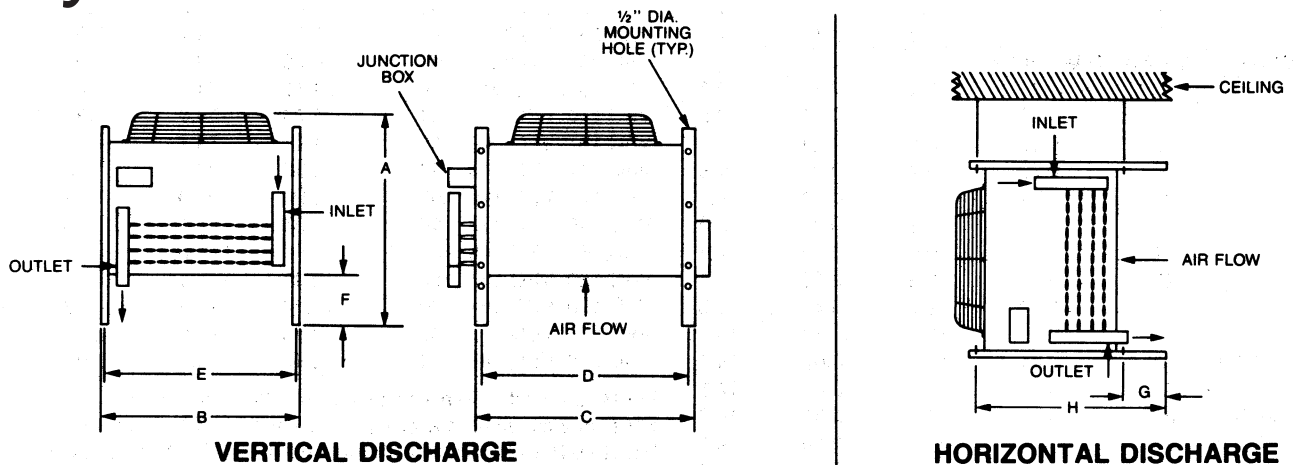 ½" DIA.
MOUNTING
HOLE (TYP.)
JUNCTION
BOX
A
INLET
OUTLET
F
E
B
VERTICAL DISCHARGE
AIR FLOW
D
C
CEILING
INLET
AIR FLOW
OUTLET
G
H
HORIZONTAL DISCHARGE